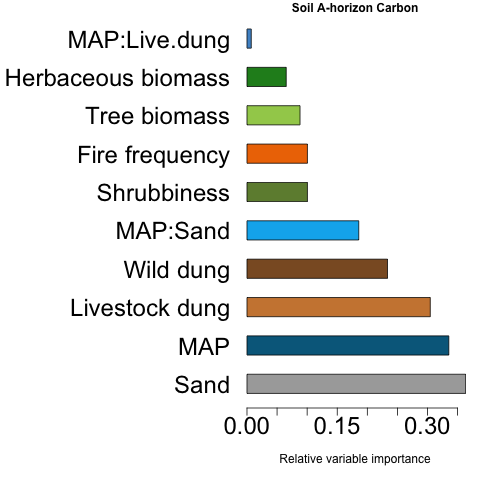 Soil A-horizon Carbon
MAP:Live.dung
Herbaceous biomass
Tree biomass
Fire frequency
Shrubbiness
MAP:Sand
Wild dung
Livestock dung
MAP
Sand
0.00 0.15 0.30
Relative variable importance